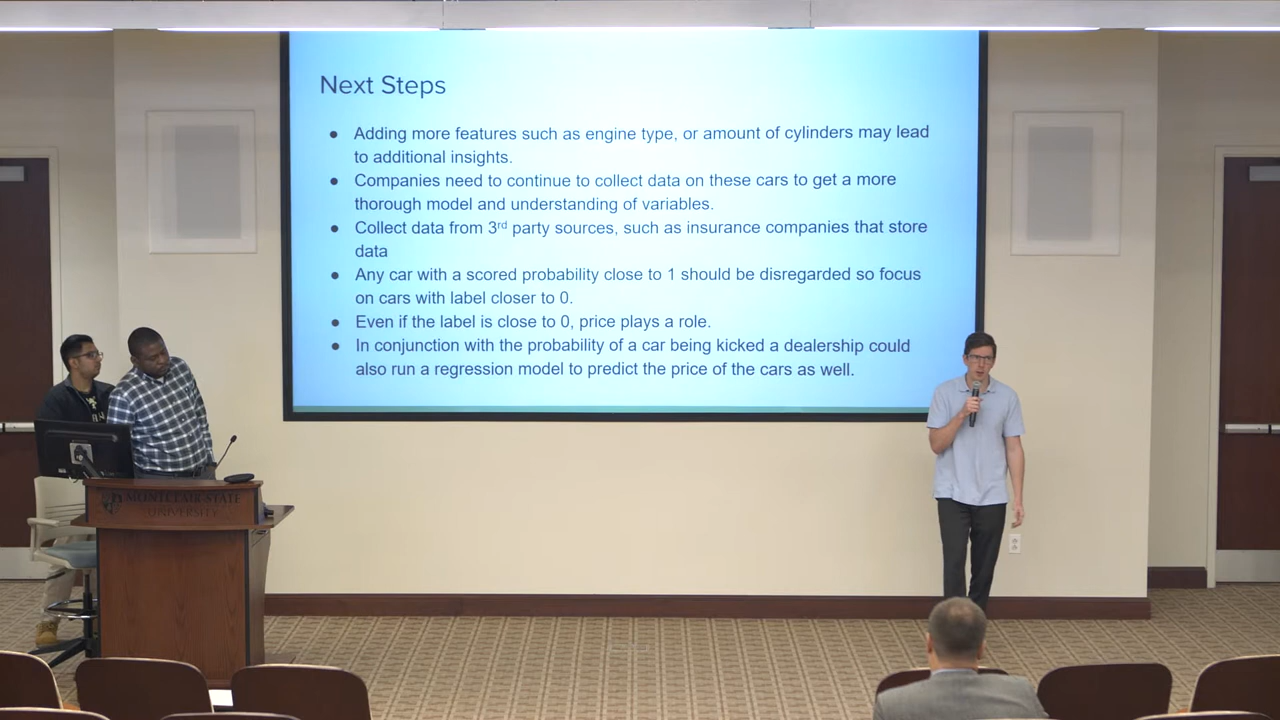 Next Steps
● Adding more features such as engine type, or amount of cylinders may lead
to additional insights.
● Companies need to continue to collect data on these cars to get a more
thorough model and understanding of variables.
● Collect data from 3rd party sources, such as insurance companies that store
data
● Any car with a scored probability close to 1 should be disregarded so focus
on cars with label closer to 0.
● Even if the label is close to 0, price plays a role.
● In conjunction with the probability of a car being kicked a dealership could
also run a regression model to predict the price of the cars as well.
MONTCLAIR STATE
UNIVERSITY